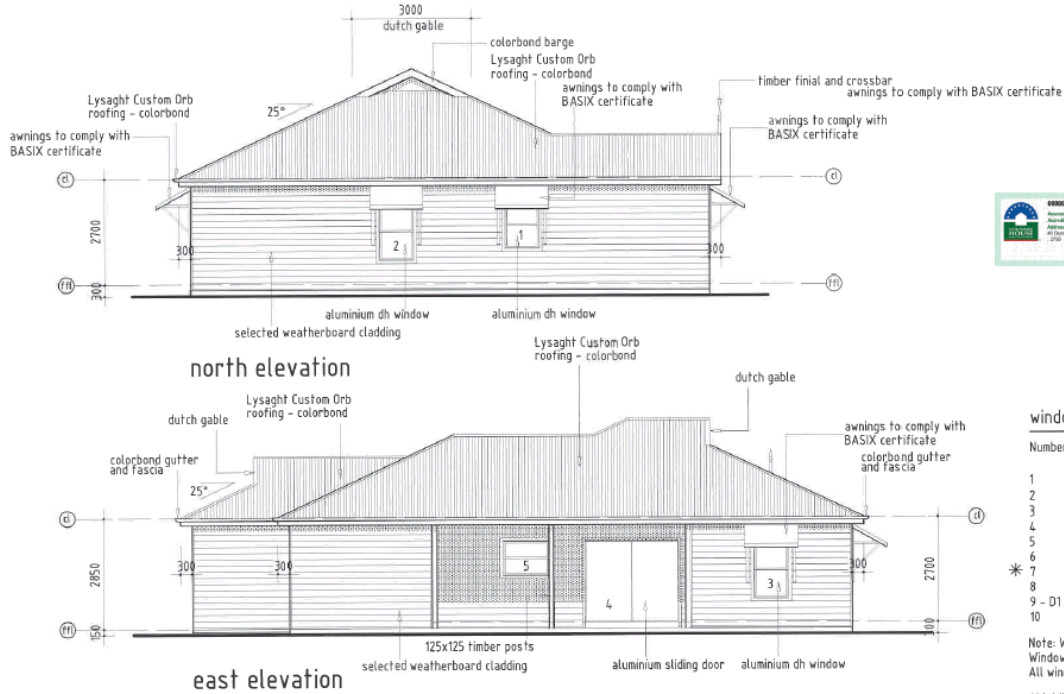 3000
dutch gable
colorbond barge
Lysaght Custom Orb
roofing - colorbond
awnings to comply with
BASIX certificate
timber finial and crossbar
awnings to comply with BASIX certificate
Lysaght Custom Orb
roofing - colorbond
25°
awnings to comply with
BASIX certificate
awnings to comply with
BASIX certificate
cl
cl
2700
300
2
1
300
ffl
ffl
300
aluminium dh window
aluminium dh window
selected weatherboard cladding
north elevation
HOUSE
Lysaght Custom Orb
roofing - colorbond
dutch gable
Lysaght Custom Orb
roofing - colorbond
dutch gable
awnings to comply with
BASIX certificate
colorbond gutter
and fascia
colorbond gutter
and fascia
25°
cl
cl
2850
300
300
5
4
3
300
2700
ffl
ffl
150
125x125 timber posts
selected weatherboard cladding
aluminium sliding door
aluminium dh window
east elevation
Number
1
2
3
4
5
6
* 7
8
9 - D1
10
Note:
All